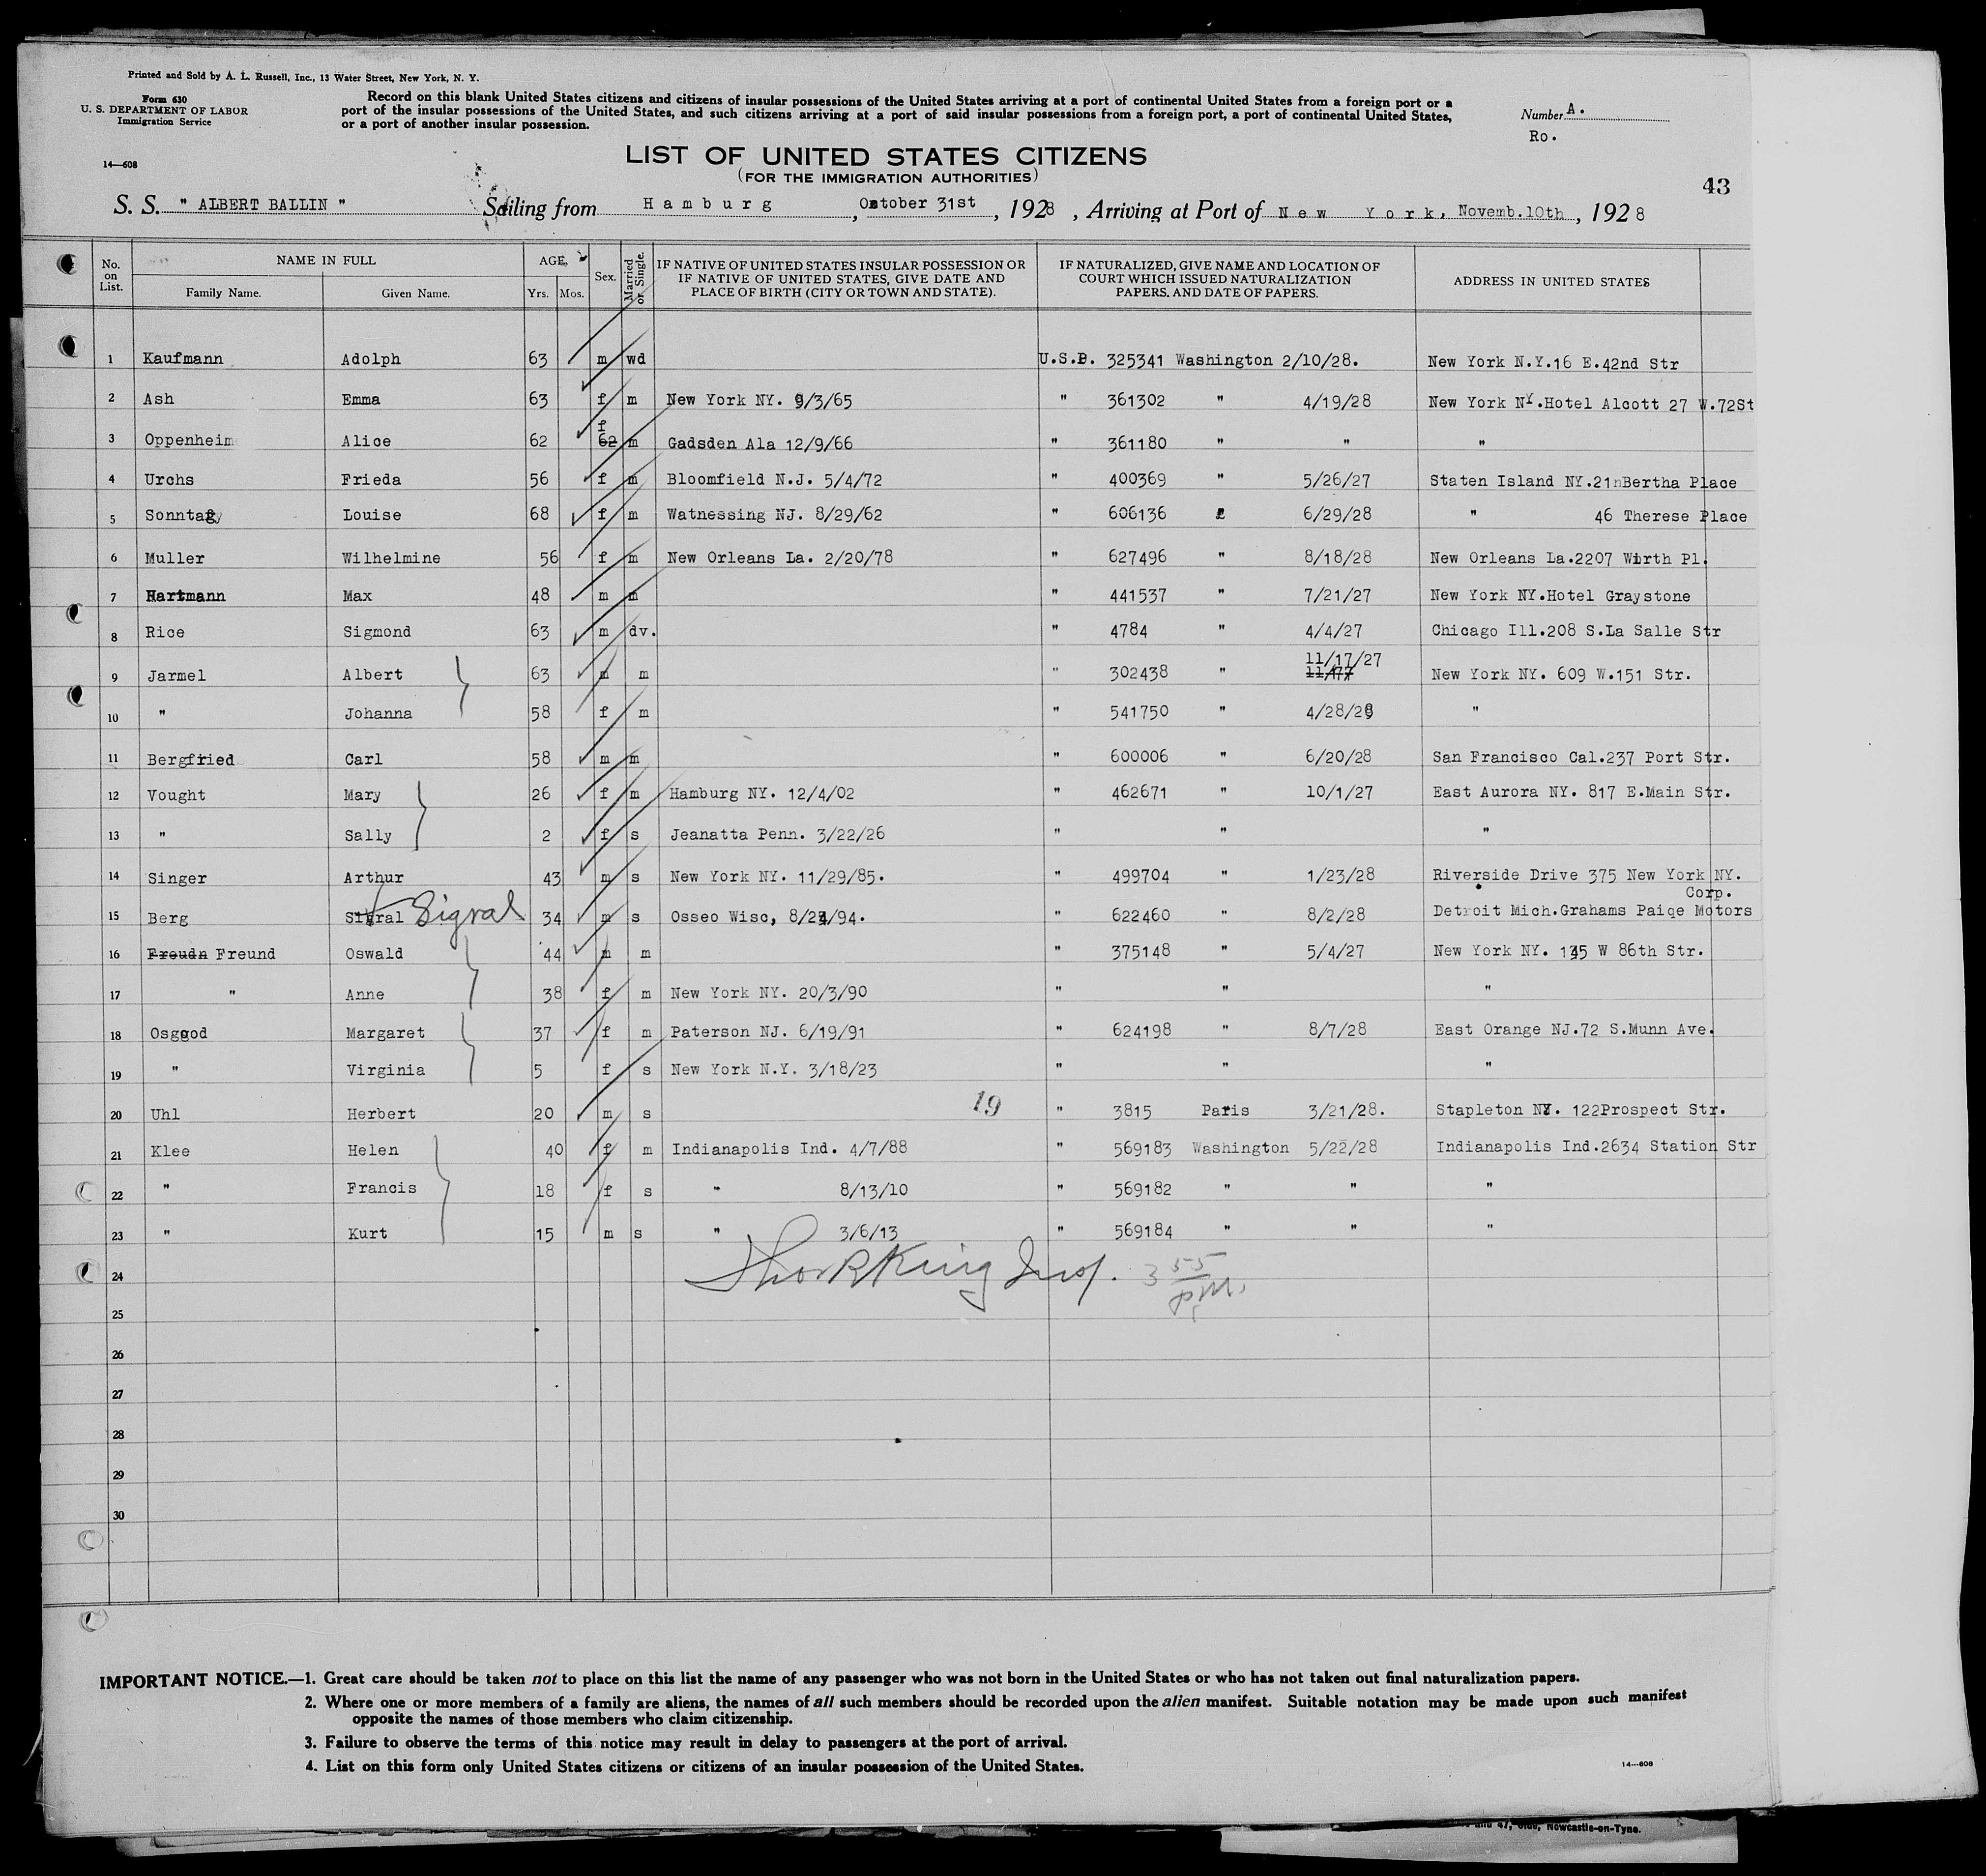 Printed and Sold by A. L. Russell, Inc., 13 Water Street, New York, N. Y.
Form 630
U. S. DEPARTMENT OF LABOR
Immigration Service
14—608
Record on this blank United States citizens and citizens of insular possessions of the United States arriving at a port of continental United States from a foreign port or a
port of the insular possessions of the United States, and such citizens arriving at a port of said insular possessions from a foreign port, a port of continental United States,
or a port of another insular possession.
Number A.
Ro.
LIST OF UNITED STATES CITIZENS
(FOR THE IMMIGRATION AUTHORITIES)
43
S. S. " ALBERT BALLIN " Sailing from Hamburg, October 31st, 1928, Arriving at Port of New York, Novemb.10th, 1928
No. on List. NAME IN FULL Family Name. Given Name. AGE Yrs. Mos. Sex. Married or Single. IF NATIVE OF UNITED STATES INSULAR POSSESSION OR IF NATIVE OF UNITED STATES, GIVE DATE AND PLACE OF BIRTH (CITY OR TOWN AND STATE). IF NATURALIZED, GIVE NAME AND LOCATION OF COURT WHICH ISSUED NATURALIZATION PAPERS, AND DATE OF PAPERS. ADDRESS IN UNITED STATES
1 Kaufmann Adolph 63 m wd U.S.P. 325341 Washington 2/10/28. New York N.Y.16 E.42nd Str
2 Ash Emma 63 f m New York NY. 9/3/65 " 361302 " 4/19/28 New York NY.Hotel Alcott 27 W.72St
3 Oppenheim Alice 62 f 62 m Gadsden Ala 12/9/66 " 361180 " " "
4 Urchs Frieda 56 f m Bloomfield N.J. 5/4/72 " 400369 " 5/26/27 Staten Island NY.21nBertha Place
5 Sonntag Louise 68 f m Watnessing NJ. 8/29/62 " 606136 " 6/29/28 " 46 Therese Place
6 Muller Wilhelmine 56 f m New Orleans La. 2/20/78 " 627496 " 8/18/28 New Orleans La.2207 Wirth Pl.
7 Hartmann Max 48 m m " 441537 " 7/21/27 New York NY.Hotel Graystone
8 Rice Sigmond 63 m dv. " 4784 " 4/4/27 Chicago Ill.208 S.La Salle Str
9 Jarmel Albert 63 m m " 302438 " 11/17/27 New York NY. 609 W.151 Str.
10 " Johanna 58 f m " 541750 " 4/28/28 "
11 Bergfried Carl 58 m m " 600006 " 6/20/28 San Francisco Cal.237 Port Str.
12 Vought Mary 26 f m Hamburg NY. 12/4/02 " 462671 " 10/1/27 East Aurora NY. 817 E.Main Str.
13 " Sally 2 f s Jeanatta Penn. 3/22/26 " " "
14 Singer Arthur 43 m s New York NY. 11/29/85. " 499704 " 1/23/28 Riverside Drive 375 New York NY.
15 Berg Sigral Sigval 34 m s Osseo Wisc, 8/24/94. " 622460 " 8/2/28 Detroit Mich.Grahams Paige Motors Corp.
16 Freudn Freund Oswald 44 m m " 375148 " 5/4/27 New York NY. 135 W 86th Str.
17 " Anne 38 f m New York NY. 20/3/90 " " "
18 Osgood Margaret 37 f m Paterson NJ. 6/19/91 " 624198 " 8/7/28 East Orange NJ.72 S.Munn Ave.
19 " Virginia 5 f s New York N.Y. 3/18/23 " " "
20 Uhl Herbert 20 m s 19 " 3815 Paris 3/21/28. Stapleton NY. 122Prospect Str.
21 Klee Helen 40 f m Indianapolis Ind. 4/7/88 " 569183 Washington 5/22/28 Indianapolis Ind.2634 Station Str
22 " Francis 18 f s " 8/13/10 " 569182 " " "
23 " Kurt 15 m s " 3/6/13 " 569184 " " "
24 King Insp. 3 55 pm.
25
26
27
28
29
30
IMPORTANT NOTICE.—1. Great care should be taken not to place on this list the name of any passenger who was not born in the United States or who has not taken out final naturalization papers.
2. Where one or more members of a family are aliens, the names of all such members should be recorded upon the alien manifest. Suitable notation may be made upon such manifest
opposite the names of those members who claim citizenship.
3. Failure to observe the terms of this notice may result in delay to passengers at the port of arrival.
4. List on this form only United States citizens or citizens of an insular possession of the United States.
14—608
and 47, Side, Newcastle-on-Tyne.